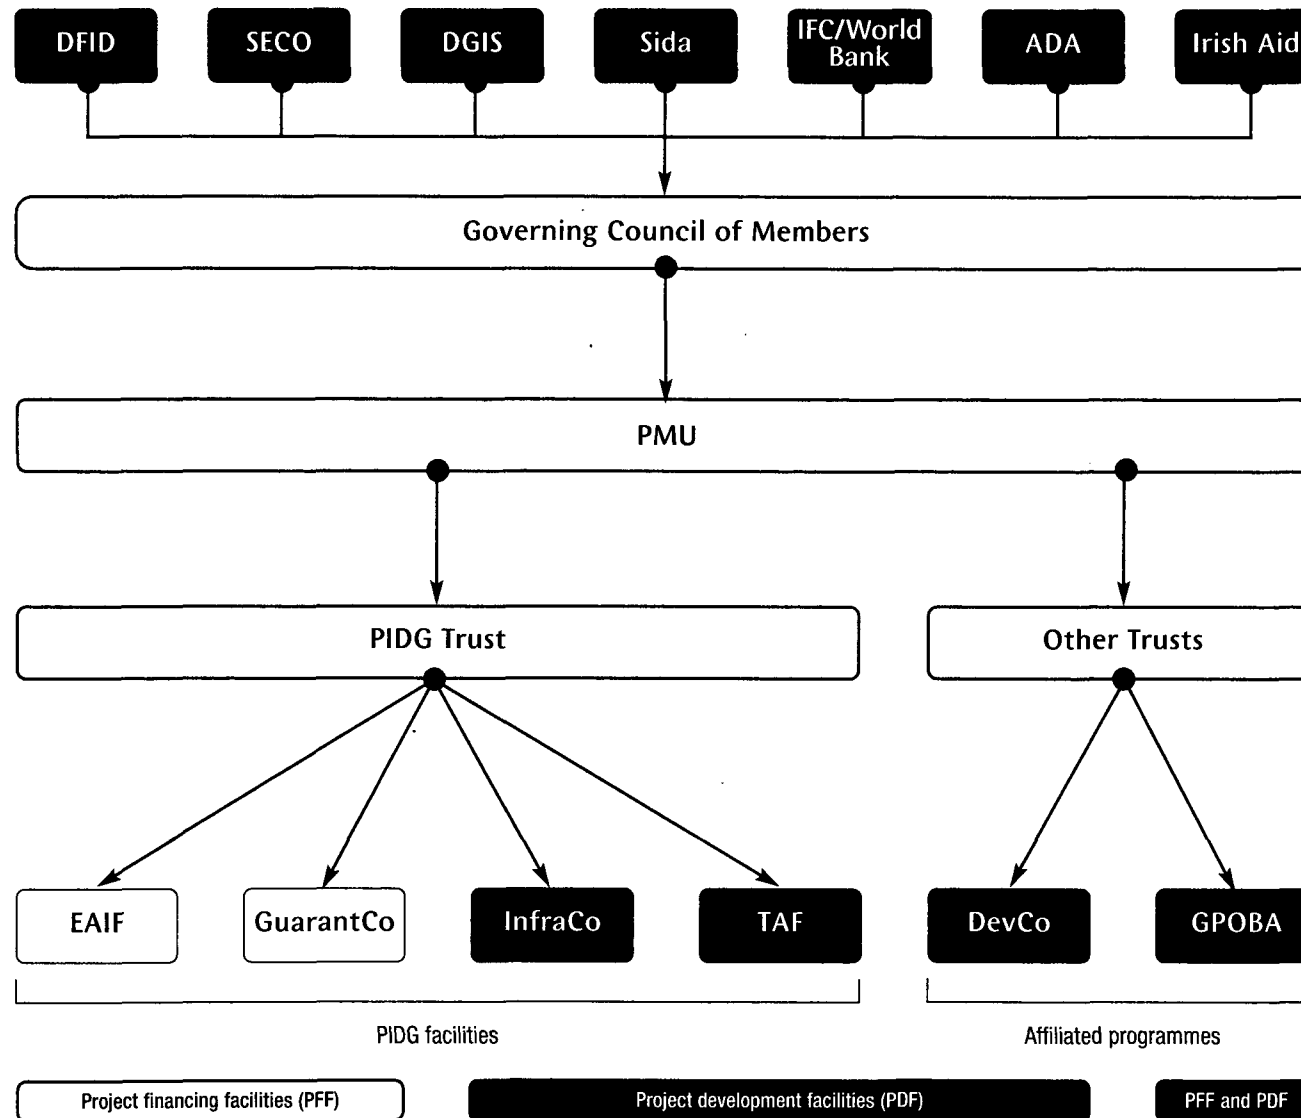 DFID
SECO
DGIS
Sida
IFC/World
Bank
ADA
Irish Aid
Governing Council of Members
PMU
PIDG Trust
Other Trusts
EAIF
GuarantCo
InfraCo
TAF
DevCo
GPOBA
PIDG facilities
Affiliated programmes
Project financing facilities (PFF)
Project development facilities (PDF)
PFF and PDF